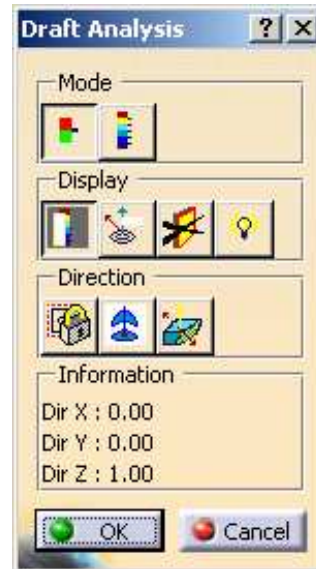 Draft Analysis
Mode
Display
Direction
Information
Dir X : 0.00
Dir Y : 0.00
Dir Z : 1.00
OK Cancel